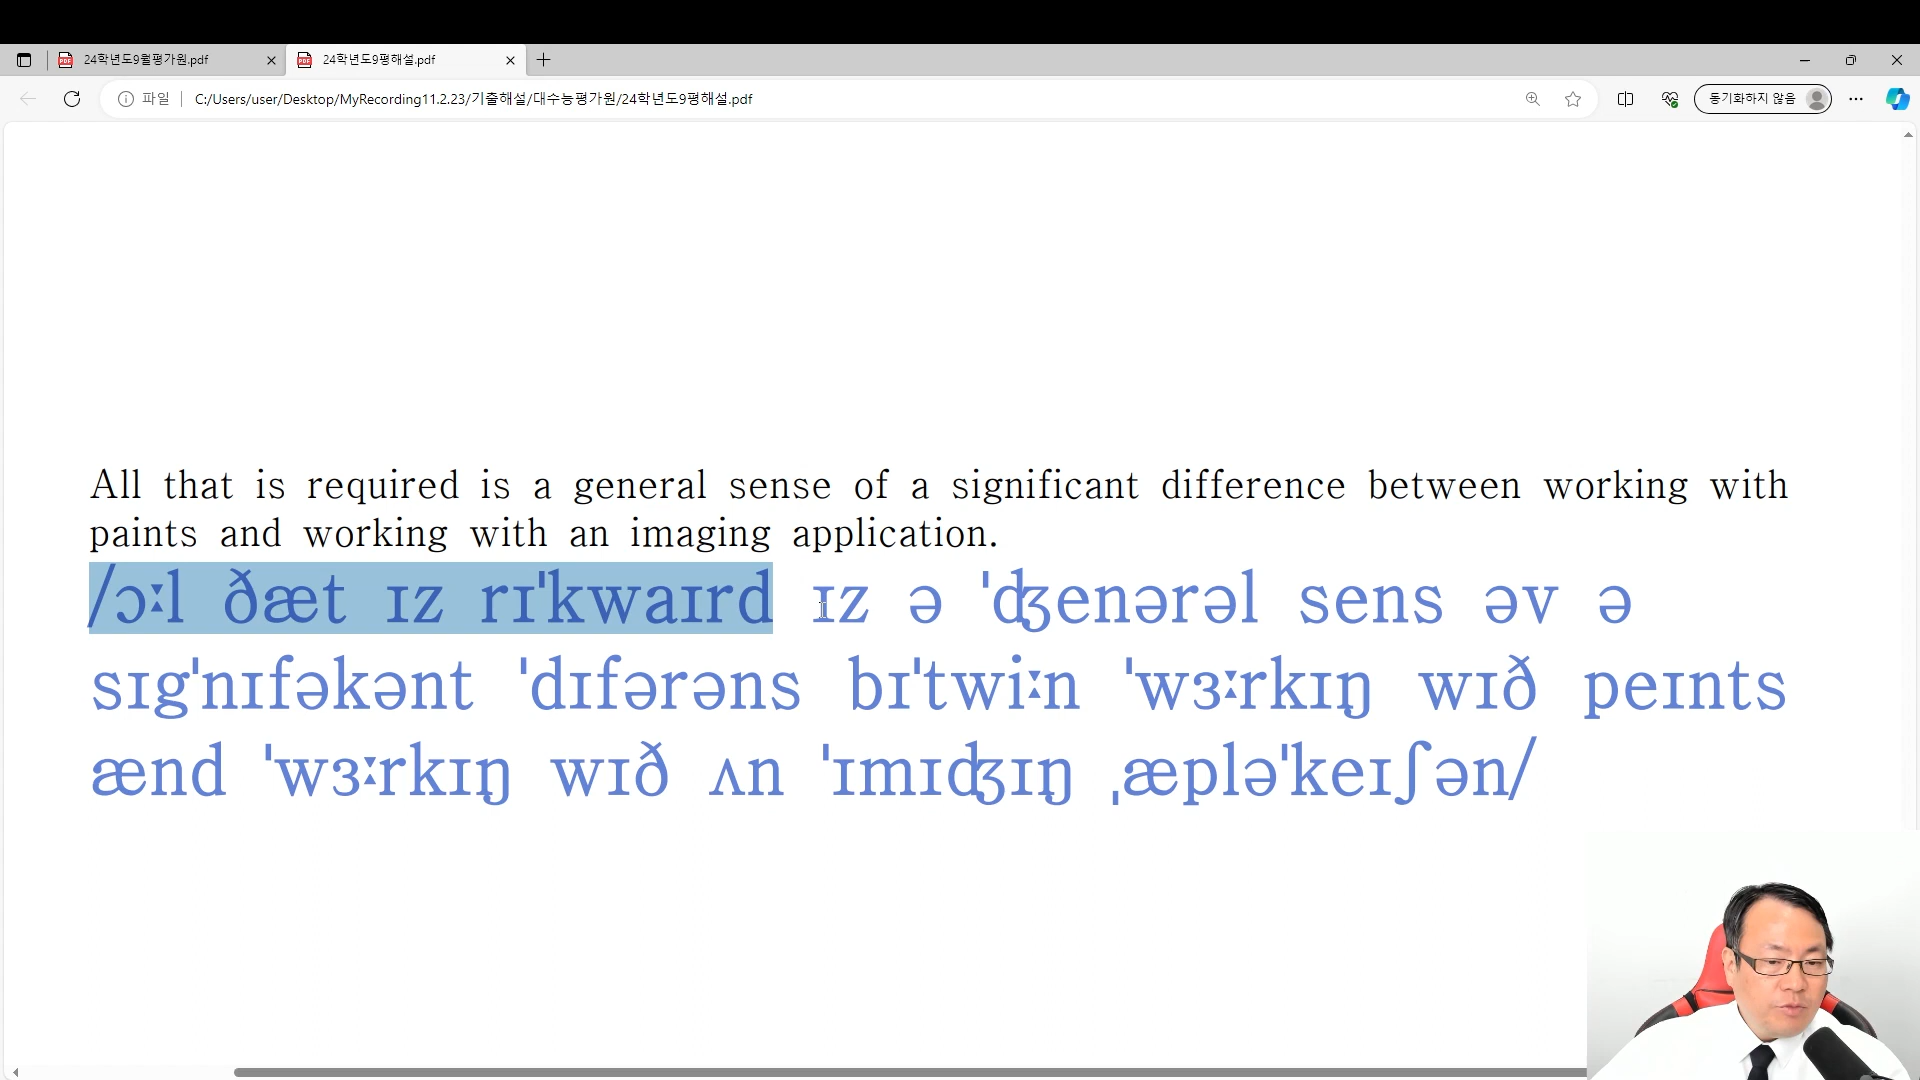 24학년도9월평가원.pdf
24학년도9평해설.pdf
파일
C:/Users/user/Desktop/MyRecording11.2.23/기출해설/대수능평가원/24학년도9평해설.pdf
동기화하지 않음
All that is required is a general sense of a significant difference between working with
paints and working with an imaging application.
/ɔːl ðæt ɪz rɪˈkwaɪrd ɪz ə ˈʤenərəl sens əv ə
sɪgˈnɪfəkənt ˈdɪfərəns bɪˈtwiːn ˈwɜːrkɪŋ wɪð peɪnts
ænd ˈwɜːrkɪŋ wɪð ʌn ˈɪmɪʤɪŋ ˌæpləˈkeɪʃən/